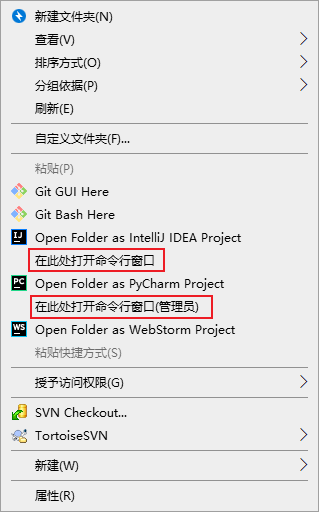 新建文件夹(N)
查看(V)
排序方式(O)
分组依据(P)
刷新(E)
自定义文件夹(F)...
粘贴(P)
Git GUI Here
Git Bash Here
IJ Open Folder as IntelliJ IDEA Project
在此处打开命令行窗口
PC Open Folder as PyCharm Project
在此处打开命令行窗口(管理员)
WS Open Folder as WebStorm Project
粘贴快捷方式(S)
授予访问权限(G)
SVN Checkout...
TortoiseSVN
新建(W)
属性(R)